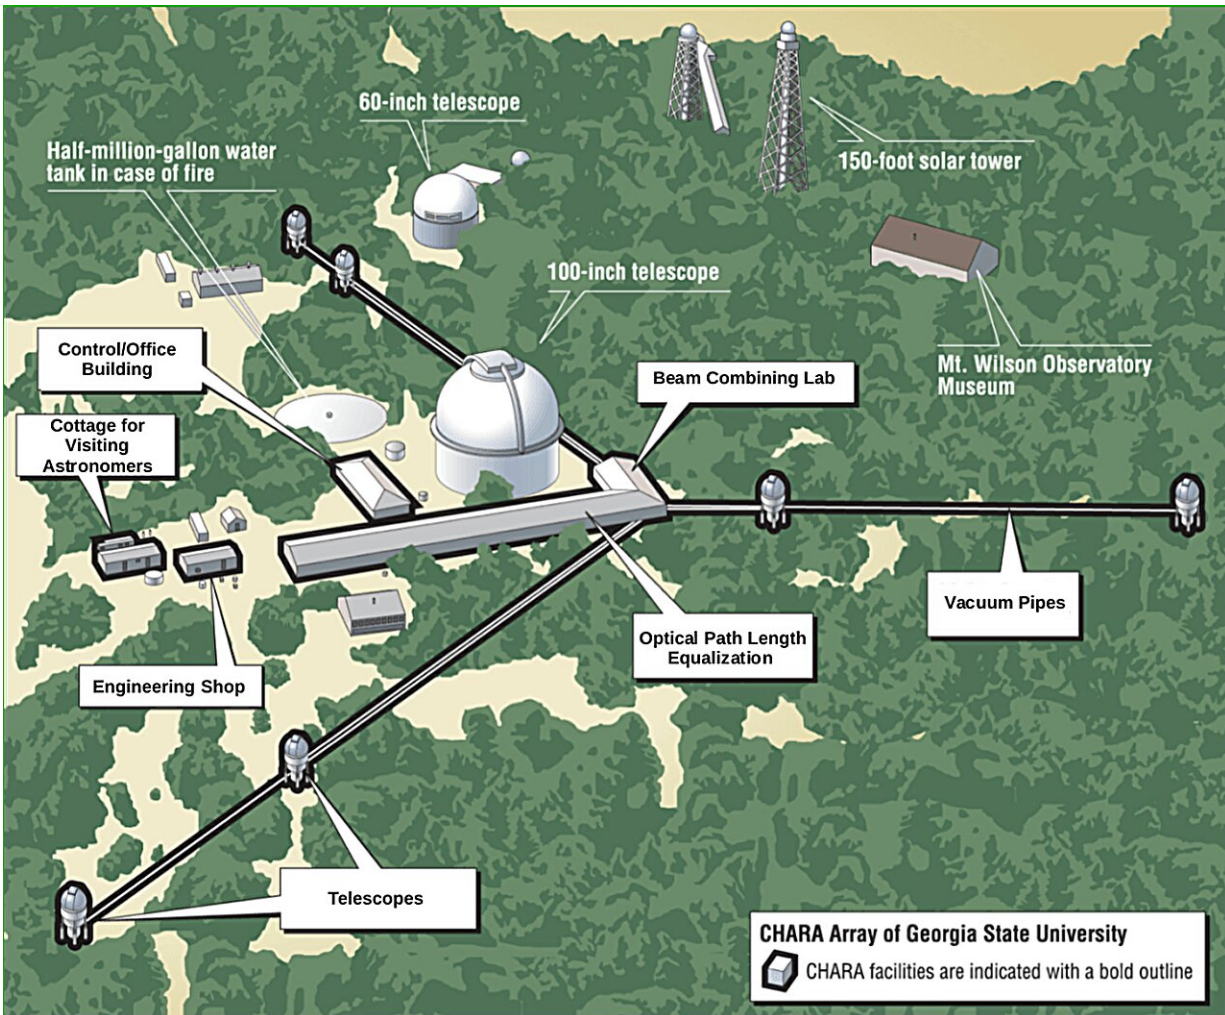 60-inch telescope
Half-million-gallon water
tank in case of fire
150-foot solar tower
100-inch telescope
Control/Office
Building
Mt. Wilson Observatory
Museum
Beam Combining Lab
Cottage for
Visiting
Astronomers
Vacuum Pipes
Optical Path Length
Equalization
Engineering Shop
Telescopes
CHARA Array of Georgia State University
CHARA facilities are indicated with a bold outline